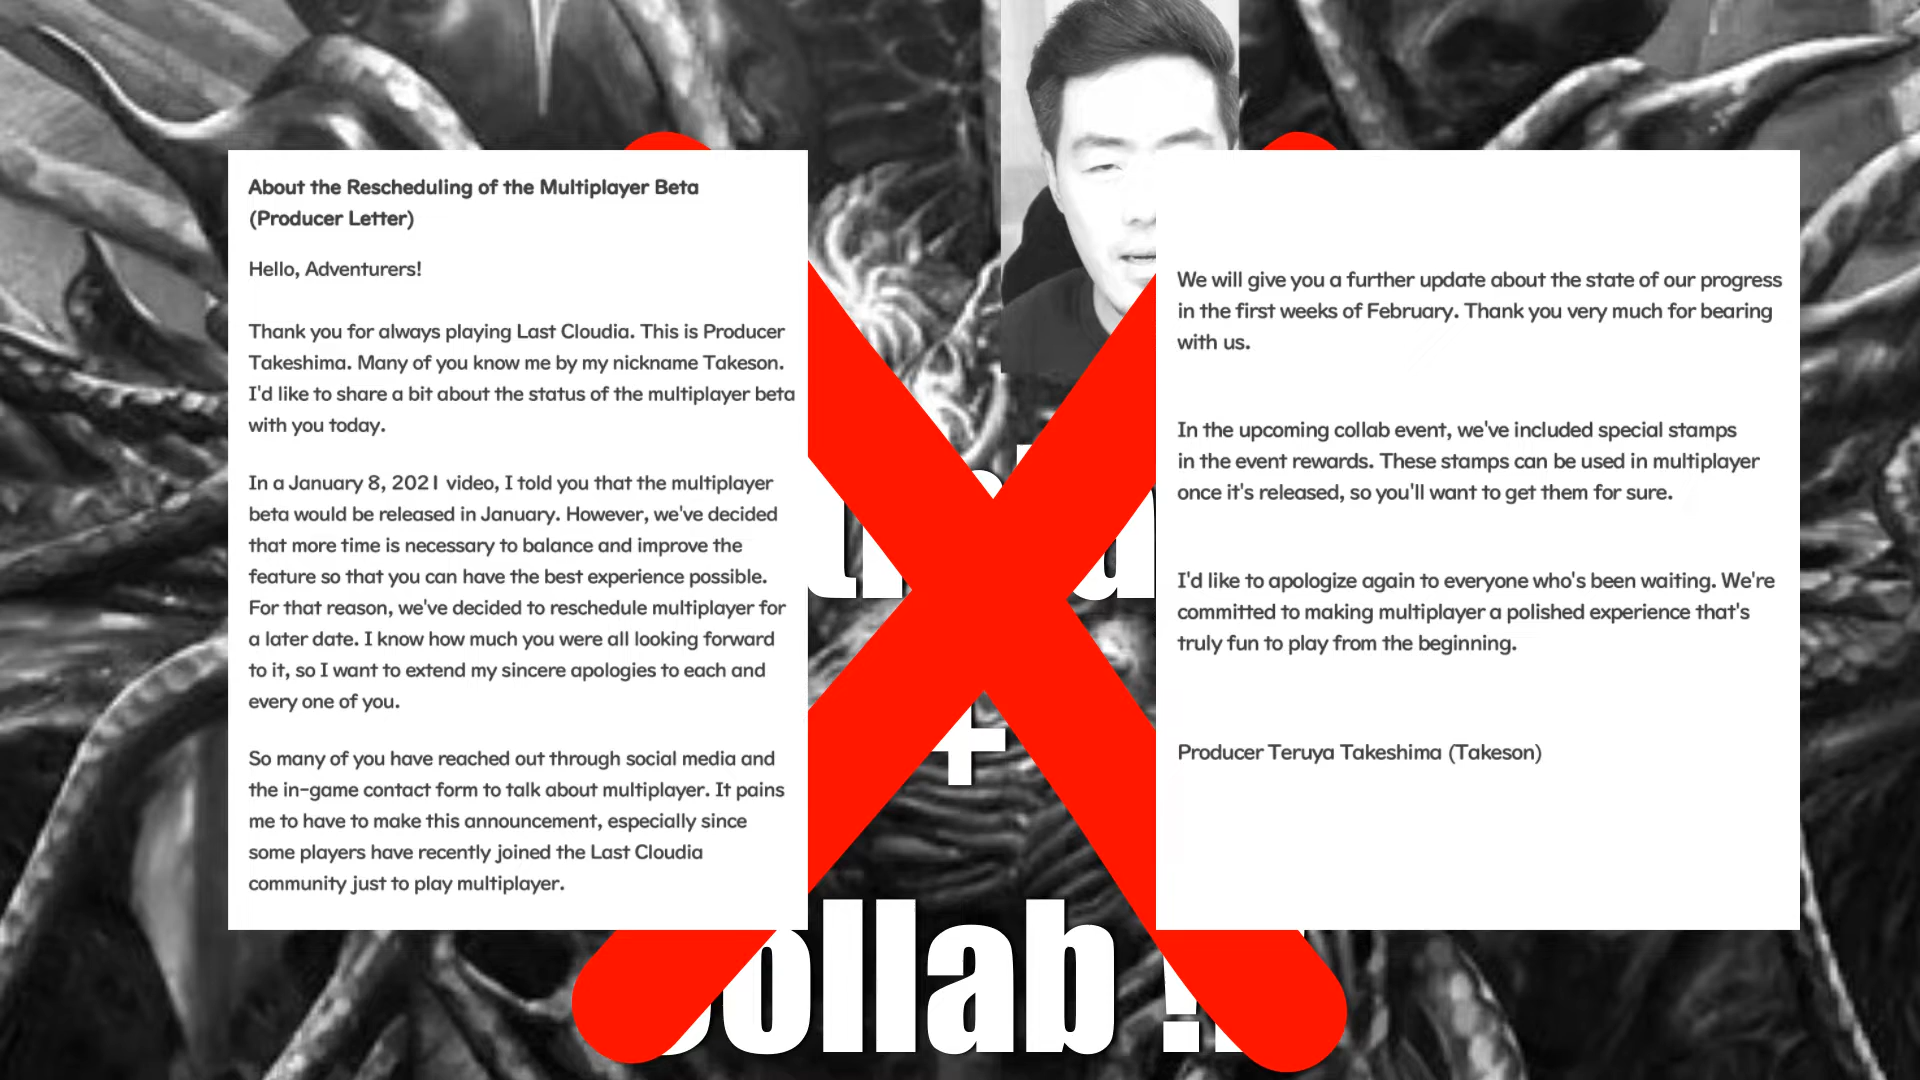 About the Rescheduling of the Multiplayer Beta
(Producer Letter)
Hello, Adventurers!
Thank you for always playing Last Cloudia. This is Producer
Takeshima. Many of you know me by my nickname Takeson.
I'd like to share a bit about the status of the multiplayer beta
with you today.
In a January 8, 2021 video, I told you that the multiplayer
beta would be released in January. However, we've decided
that more time is necessary to balance and improve the
feature so that you can have the best experience possible.
For that reason, we've decided to reschedule multiplayer for
a later date. I know how much you were all looking forward
to it, so I want to extend my sincere apologies to each and
every one of you.
So many of you have reached out through social media and
the in-game contact form to talk about multiplayer. It pains
me to have to make this announcement, especially since
some players have recently joined the Last Cloudia
community just to play multiplayer.
We will give you a further update about the state of our progress
in the first weeks of February. Thank you very much for bearing
with us.
In the upcoming collab event, we've included special stamps
in the event rewards. These stamps can be used in multiplayer
once it's released, so you'll want to get them for sure.
I'd like to apologize again to everyone who's been waiting. We're
committed to making multiplayer a polished experience that's
truly fun to play from the beginning.
Producer Teruya Takeshima (Takeson)
+
Collab !!